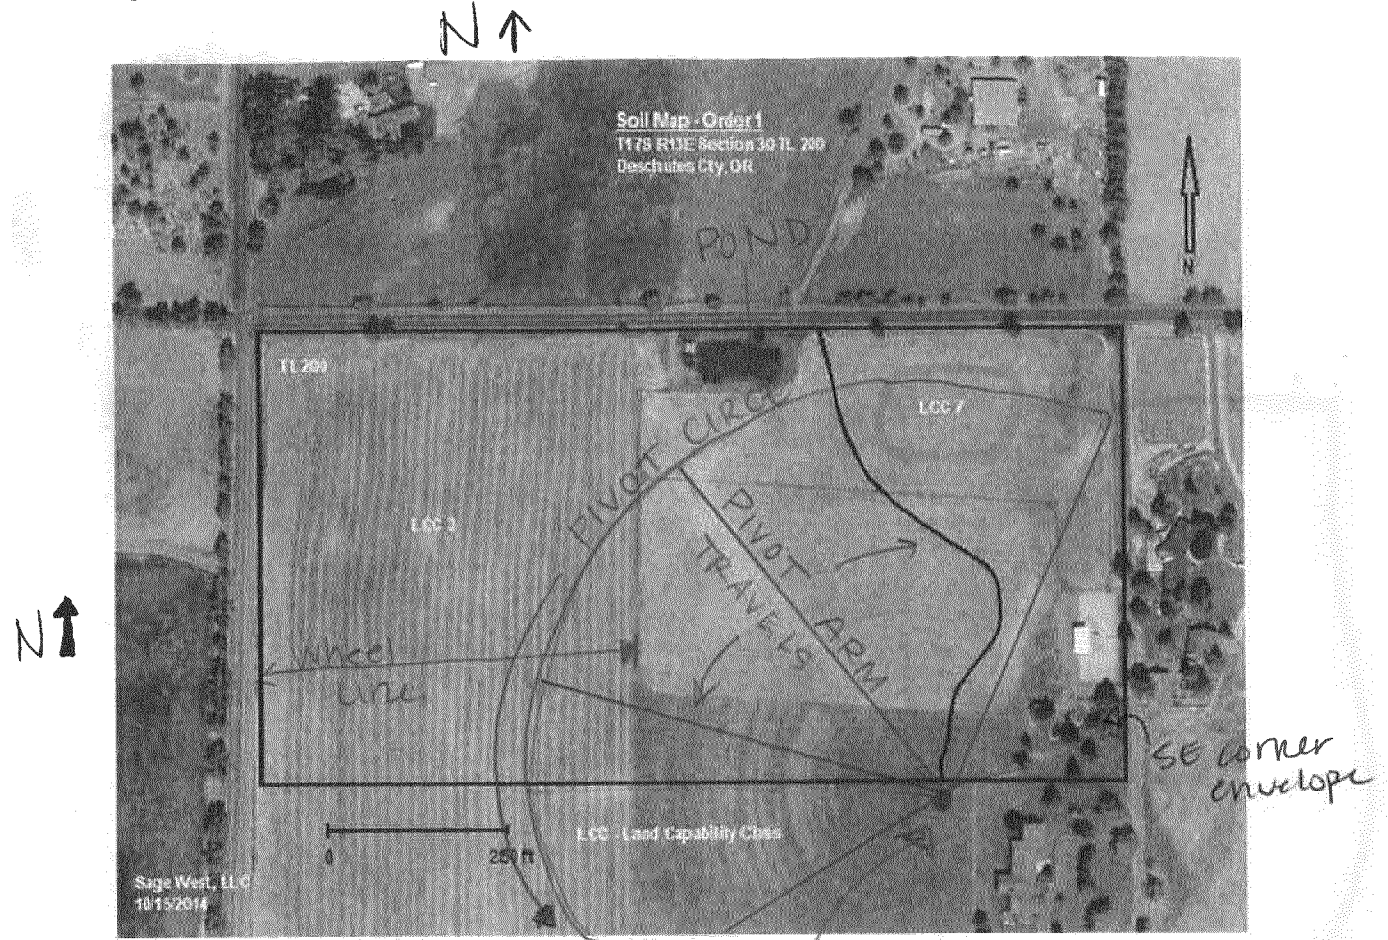 N ↑
Soil Map - Order 1
T17S R13E Section 30 TL 200
Deschutes Cty, OR
POND
N
TL 200
LCC 7
PIVOT CIRCLE
LCC 3
PIVOT ARM
TRAVELS
N
wheel
line
SE corner
envelope
0 250 ft
LCC - Land Capability Class
Sage West, LLC
10/15/2014